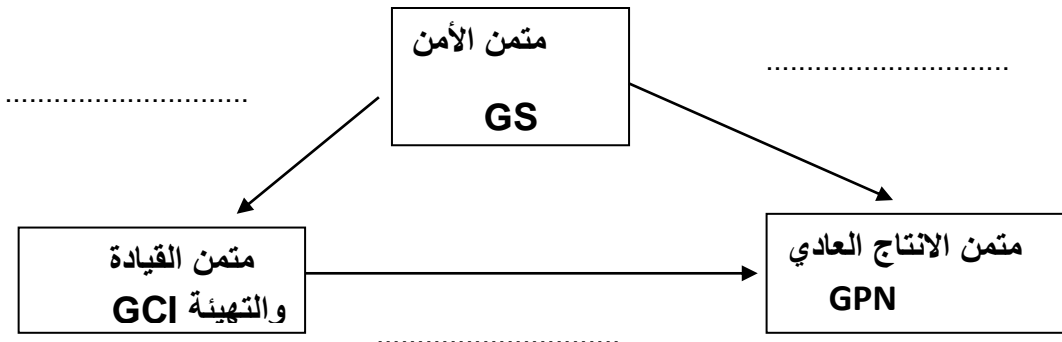 متمن الأمن
GS
..............................
..............................
متمن القيادة
والتهيئة GCI
متمن الانتاج العادي
GPN
..............................